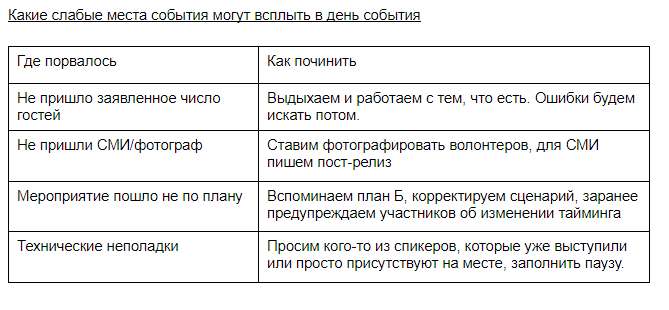 Какие слабые места события могут всплыть в день события
Где порвалось
Как починить
Не пришло заявленное число
гостей
Выдыхаем и работаем с тем, что есть. Ошибки будем
искать потом.
Не пришли СМИ/фотограф
Ставим фотографировать волонтеров, для СМИ
пишем пост-релиз
Мероприятие пошло не по плану
Вспоминаем план Б, корректируем сценарий, заранее
предупреждаем участников об изменении тайминга
Технические неполадки
Просим кого-то из спикеров, которые уже выступили
или просто присутствуют на месте, заполнить паузу.